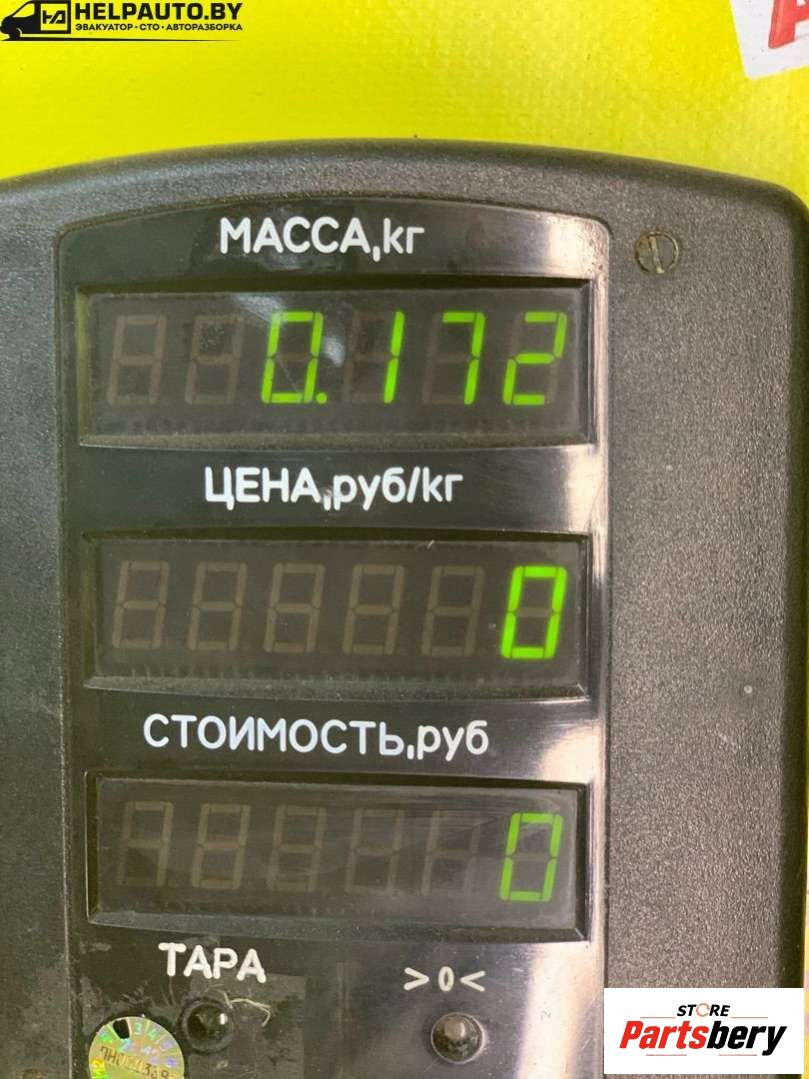 HELPAUTO.BY
ЭВАКУАТОР•СТО•АВТОРАЗБОРКА
МАССА,кг
0.172
ЦЕНА,руб/кг
0
СТОИМОСТЬ,руб
0
ТАРА
>0<
STORE
Partsbery